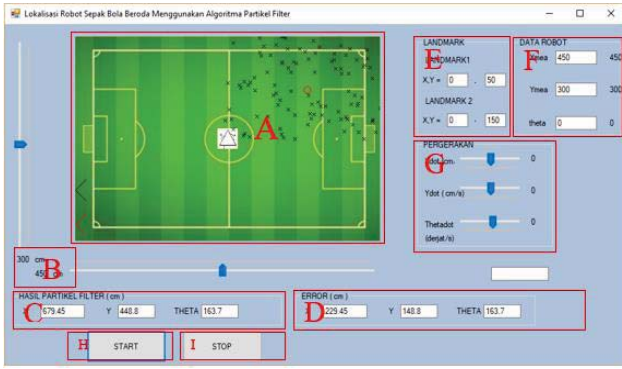 Lokalisasi Robot Sepak Bola Beroda Menggunakan Algoritma Partikel Filter
A
300 cm
450 cm
B
LANDMARK
E
LANDMARK1
X,Y = 0 . 50
LANDMARK 2
X,Y = 0 . 150
DATA ROBOT
F
Xmea 450 450
Ymea 300 300
theta 0 0
PERGERAKAN
G
Xdot cm 0
Ydot ( cm/s) 0
Thetadot 0
(derjat/s)
HASIL PARTIKEL FILTER ( cm )
C
X 679.45 Y 448.8 THETA 163.7
ERROR ( cm )
D
229.45 Y 148.8 THETA 163.7
H START
I STOP